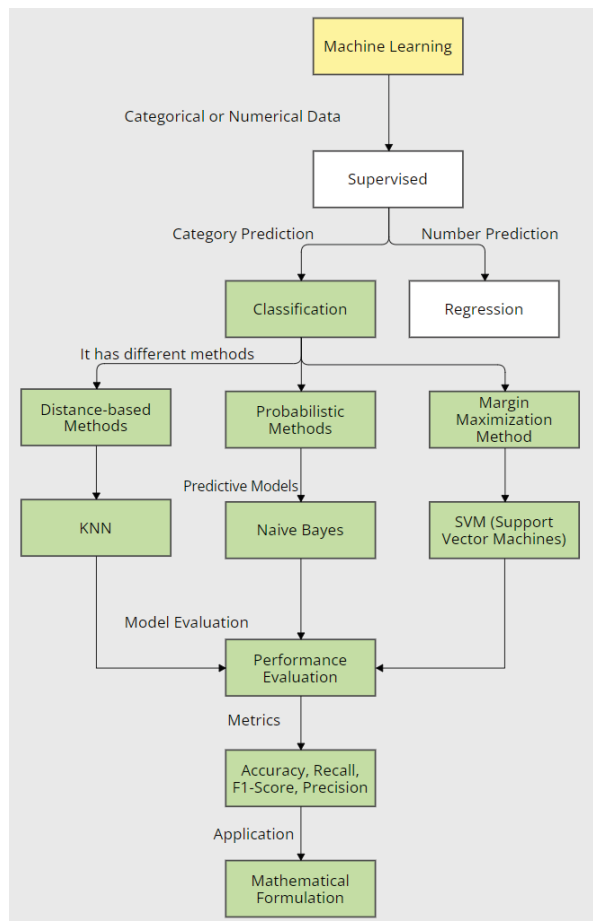 Machine Learning
Categorical or Numerical Data
Supervised
Category Prediction
Number Prediction
Classification
Regression
It has different methods
Distance-based
Methods
Probabilistic
Methods
Margin
Maximization
Method
Predictive Models
KNN
Naive Bayes
SVM (Support
Vector Machines)
Model Evaluation
Performance
Evaluation
Metrics
Accuracy, Recall,
F1-Score, Precision
Application
Mathematical
Formulation